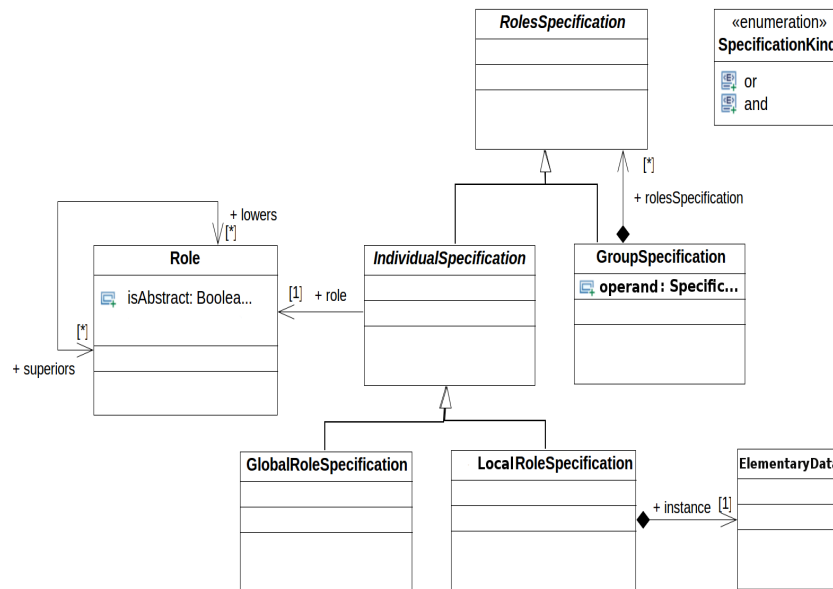 RolesSpecification
«enumeration»
SpecificationKind
or
and
[*]
+ rolesSpecification
+ lowers
[*]
Role
IndividualSpecification
GroupSpecification
isAbstract: Boolea...
[1]
+ role
operand: Specific...
[*]
+ superiors
GlobalRoleSpecification
LocalRoleSpecification
ElementaryData
+ instance
[1]